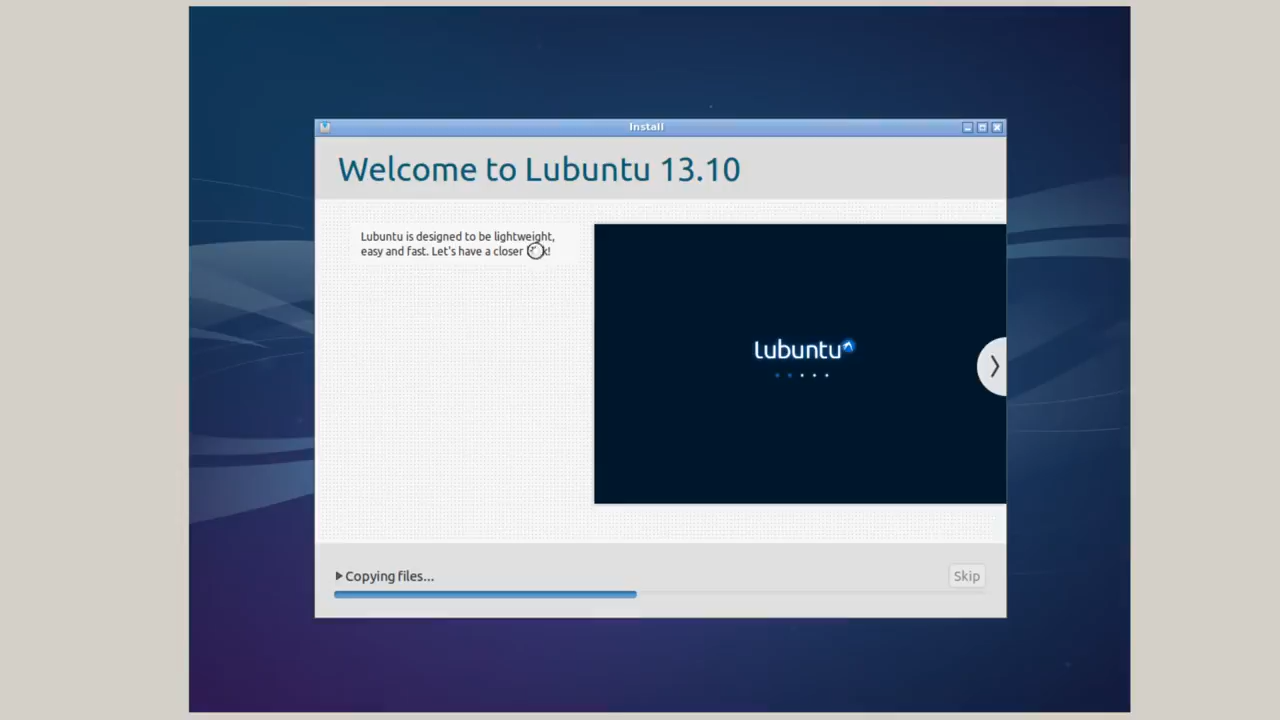 Install
Welcome to Lubuntu 13.10
Lubuntu is designed to be lightweight,
easy and fast. Let's have a closer
lubuntu
Copying files...
Skip